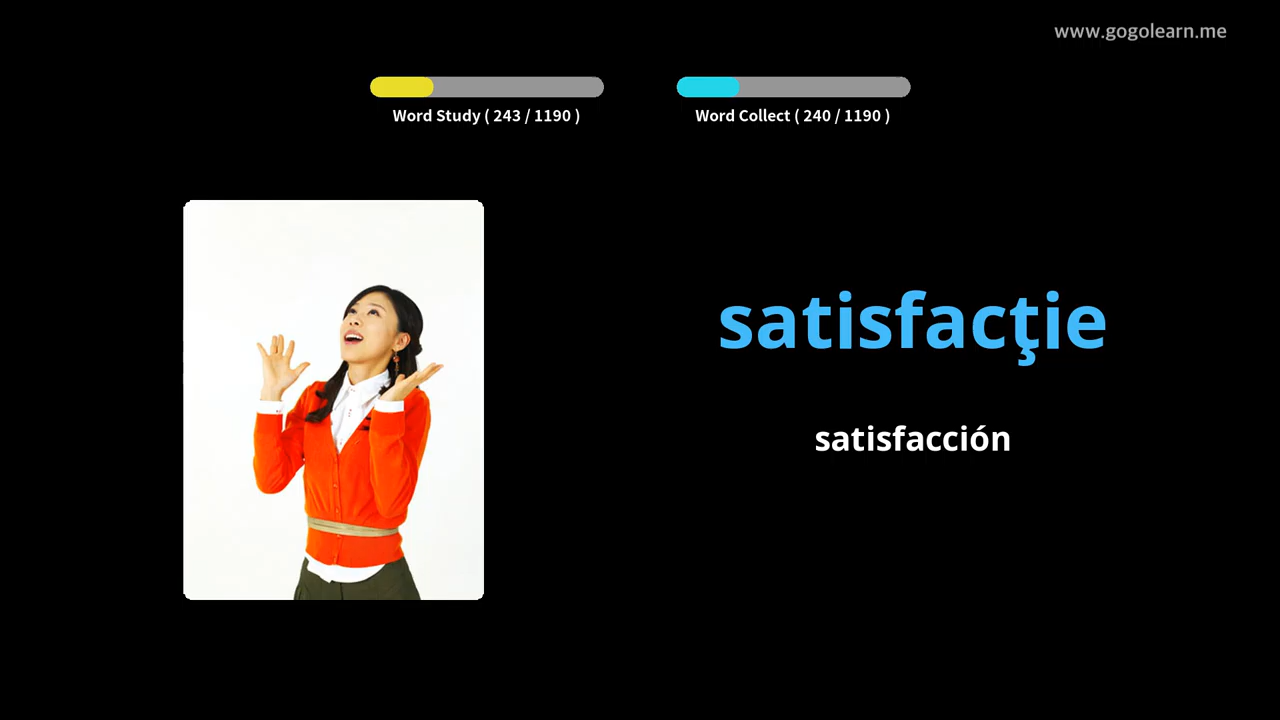 www.gogolearn.me
Word Study ( 243 / 1190 )
Word Collect ( 240 / 1190 )
satisfacţie
satisfacción